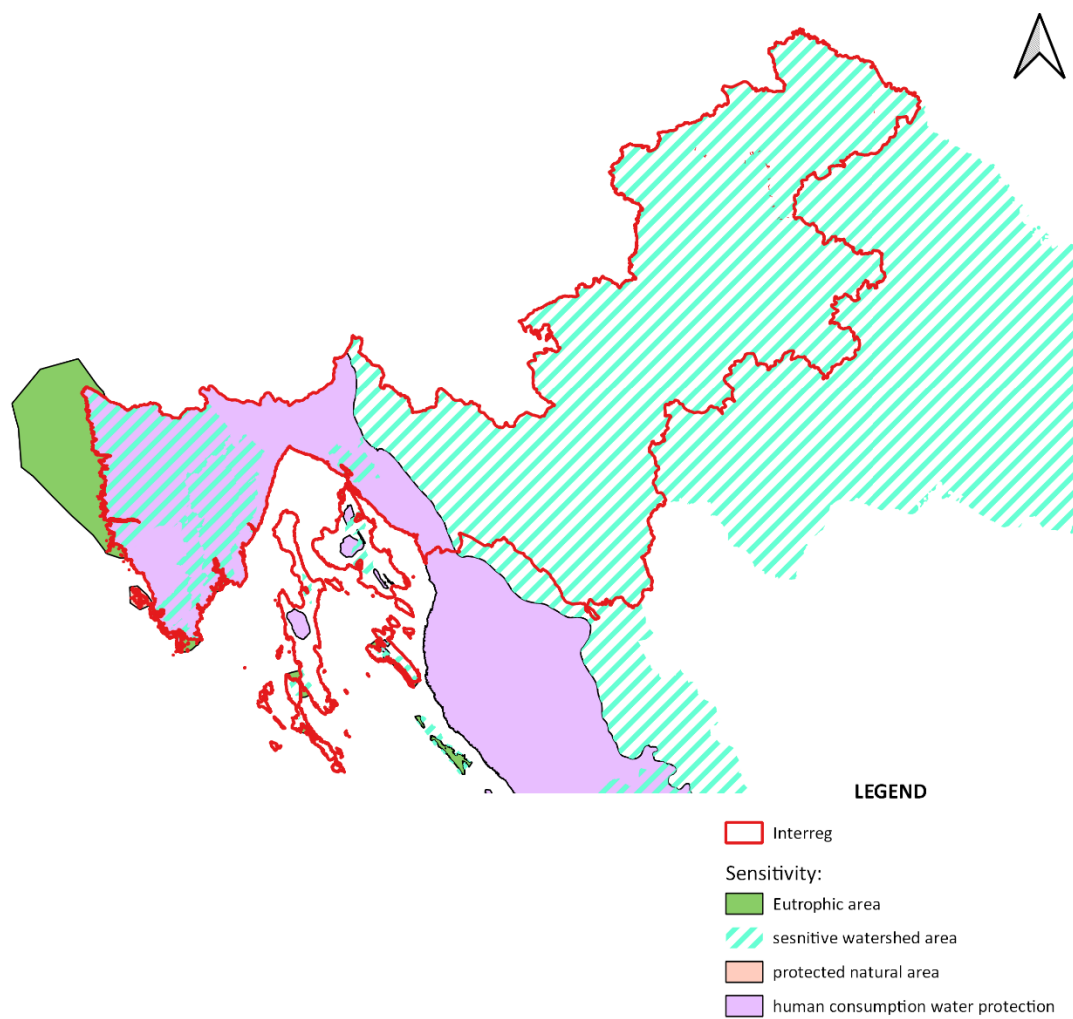 LEGEND
Interreg
Sensitivity:
Eutrophic area
sesnitive watershed area
protected natural area
human consumption water protection